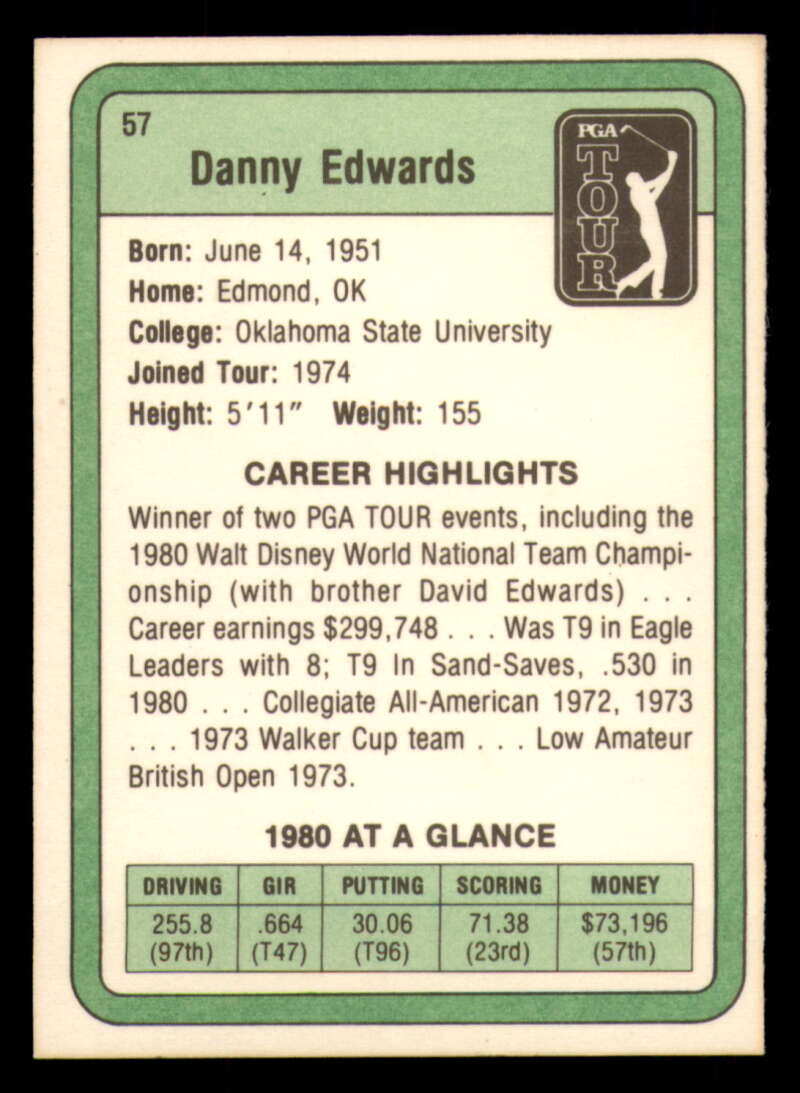 57
Danny Edwards
PGA
TOUR
Born: June 14, 1951
Home: Edmond, OK
College: Oklahoma State University
Joined Tour: 1974
Height: 5'11" Weight: 155
CAREER HIGHLIGHTS
Winner of two PGA TOUR events, including the
1980 Walt Disney World National Team Champi-
onship (with brother David Edwards) . . .
Career earnings $299,748 . . . Was T9 in Eagle
Leaders with 8; T9 In Sand-Saves, .530 in
1980 . . . Collegiate All-American 1972, 1973
. . . 1973 Walker Cup team . . . Low Amateur
British Open 1973.
1980 AT A GLANCE
DRIVING GIR PUTTING SCORING MONEY
255.8 .664 30.06 71.38 $73,196
(97th) (T47) (T96) (23rd) (57th)